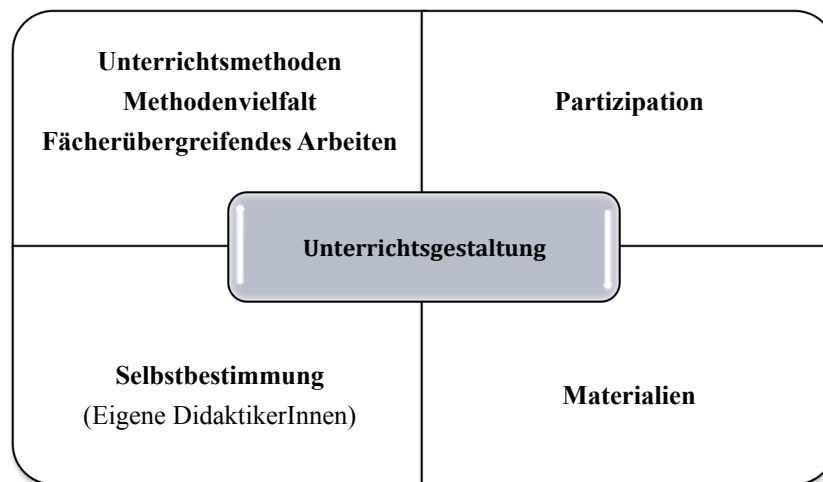 Unterrichtsmethoden
Methodenvielfalt
Fächerübergreifendes Arbeiten
Partizipation
Unterrichtsgestaltung
Selbstbestimmung
(Eigene DidaktikerInnen)
Materialien